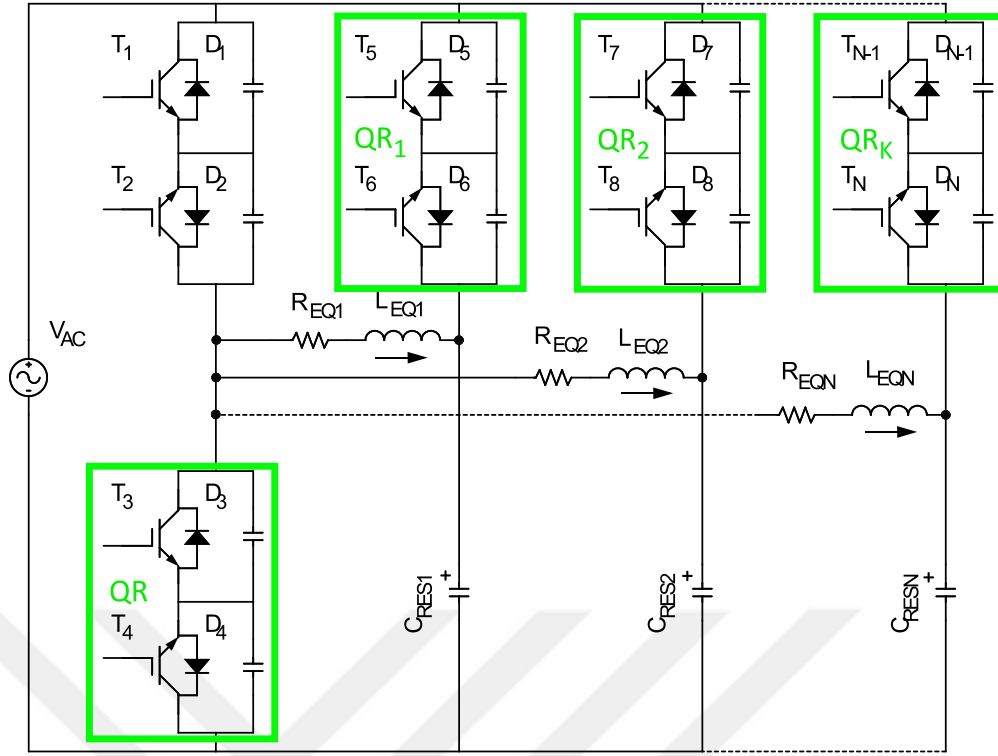 T1 D1
T5 D5
T7 D7
TN-1 DN-1
QR1
QR2
QRK
T2 D2
T6 D6
T8 D8
TN DN
REQ1 LEQ1
VAC
REQ2 LEQ2
REQN LEQN
+
-
T3 D3
QR
T4 D4
CRES1 +
CRES2 +
CRESN +